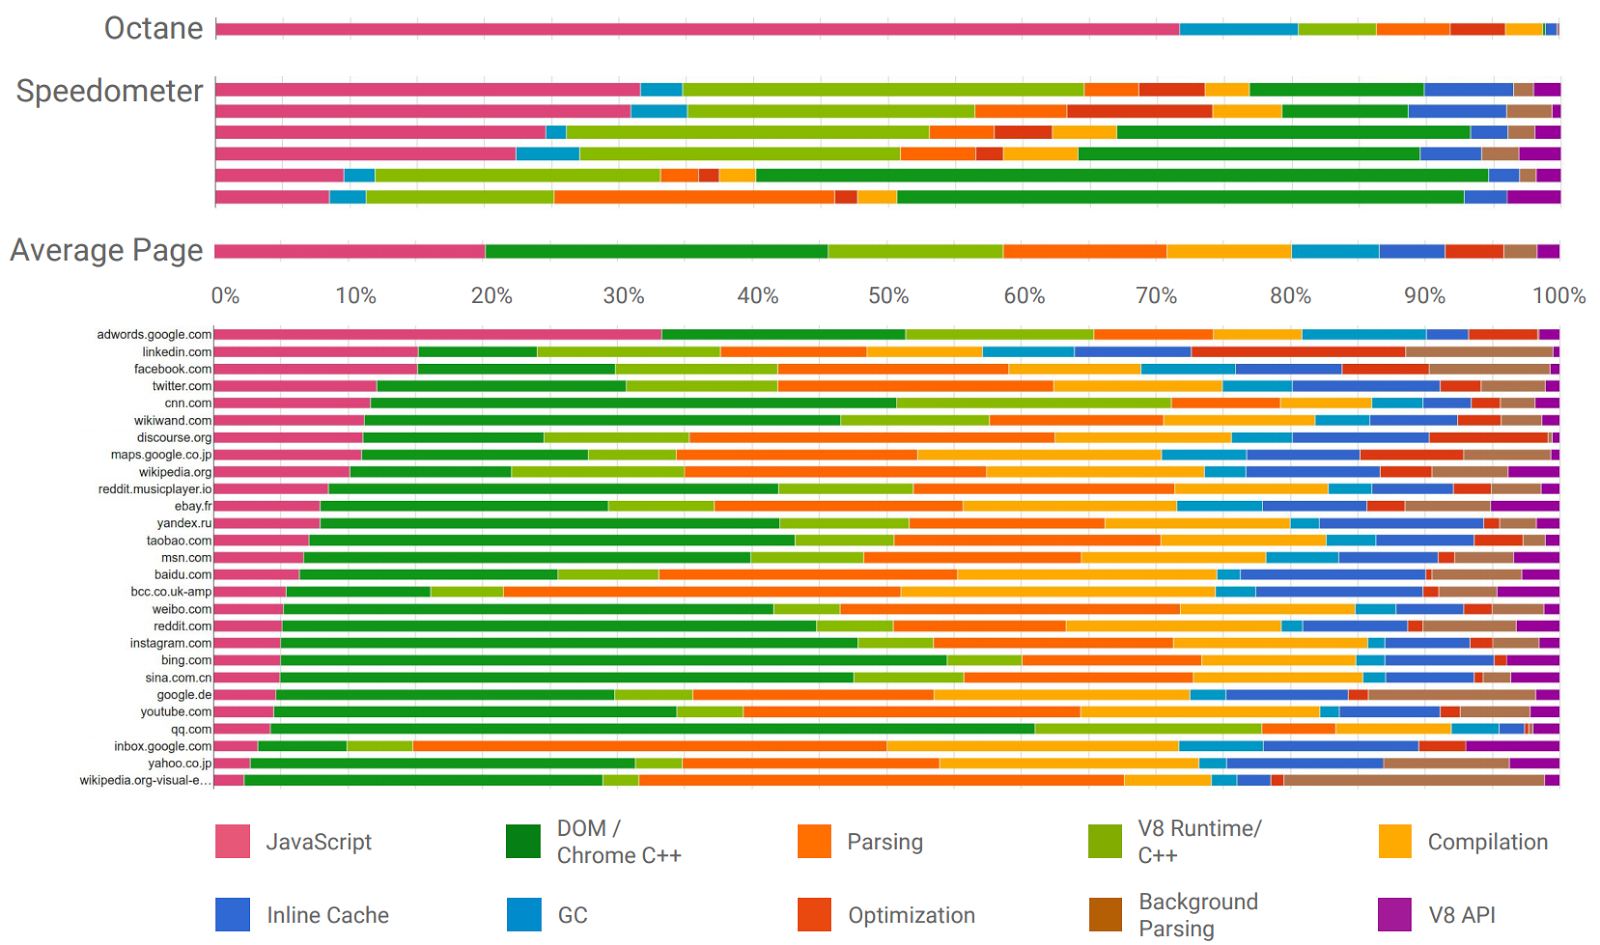 Octane
Speedometer
Average Page
0% 10% 20% 30% 40% 50% 60% 70% 80% 90% 100%
adwords.google.com
linkedin.com
facebook.com
twitter.com
cnn.com
wikiwand.com
discourse.org
maps.google.co.jp
wikipedia.org
reddit.musicplayer.io
ebay.fr
yandex.ru
taobao.com
msn.com
baidu.com
bcc.co.uk-amp
weibo.com
reddit.com
instagram.com
bing.com
sina.com.cn
google.de
youtube.com
qq.com
inbox.google.com
yahoo.co.jp
wikipedia.org-visual-e...
JavaScript
DOM /
Chrome C++
Parsing
V8 Runtime/
C++
Compilation
Inline Cache
GC
Optimization
Background
Parsing
V8 API